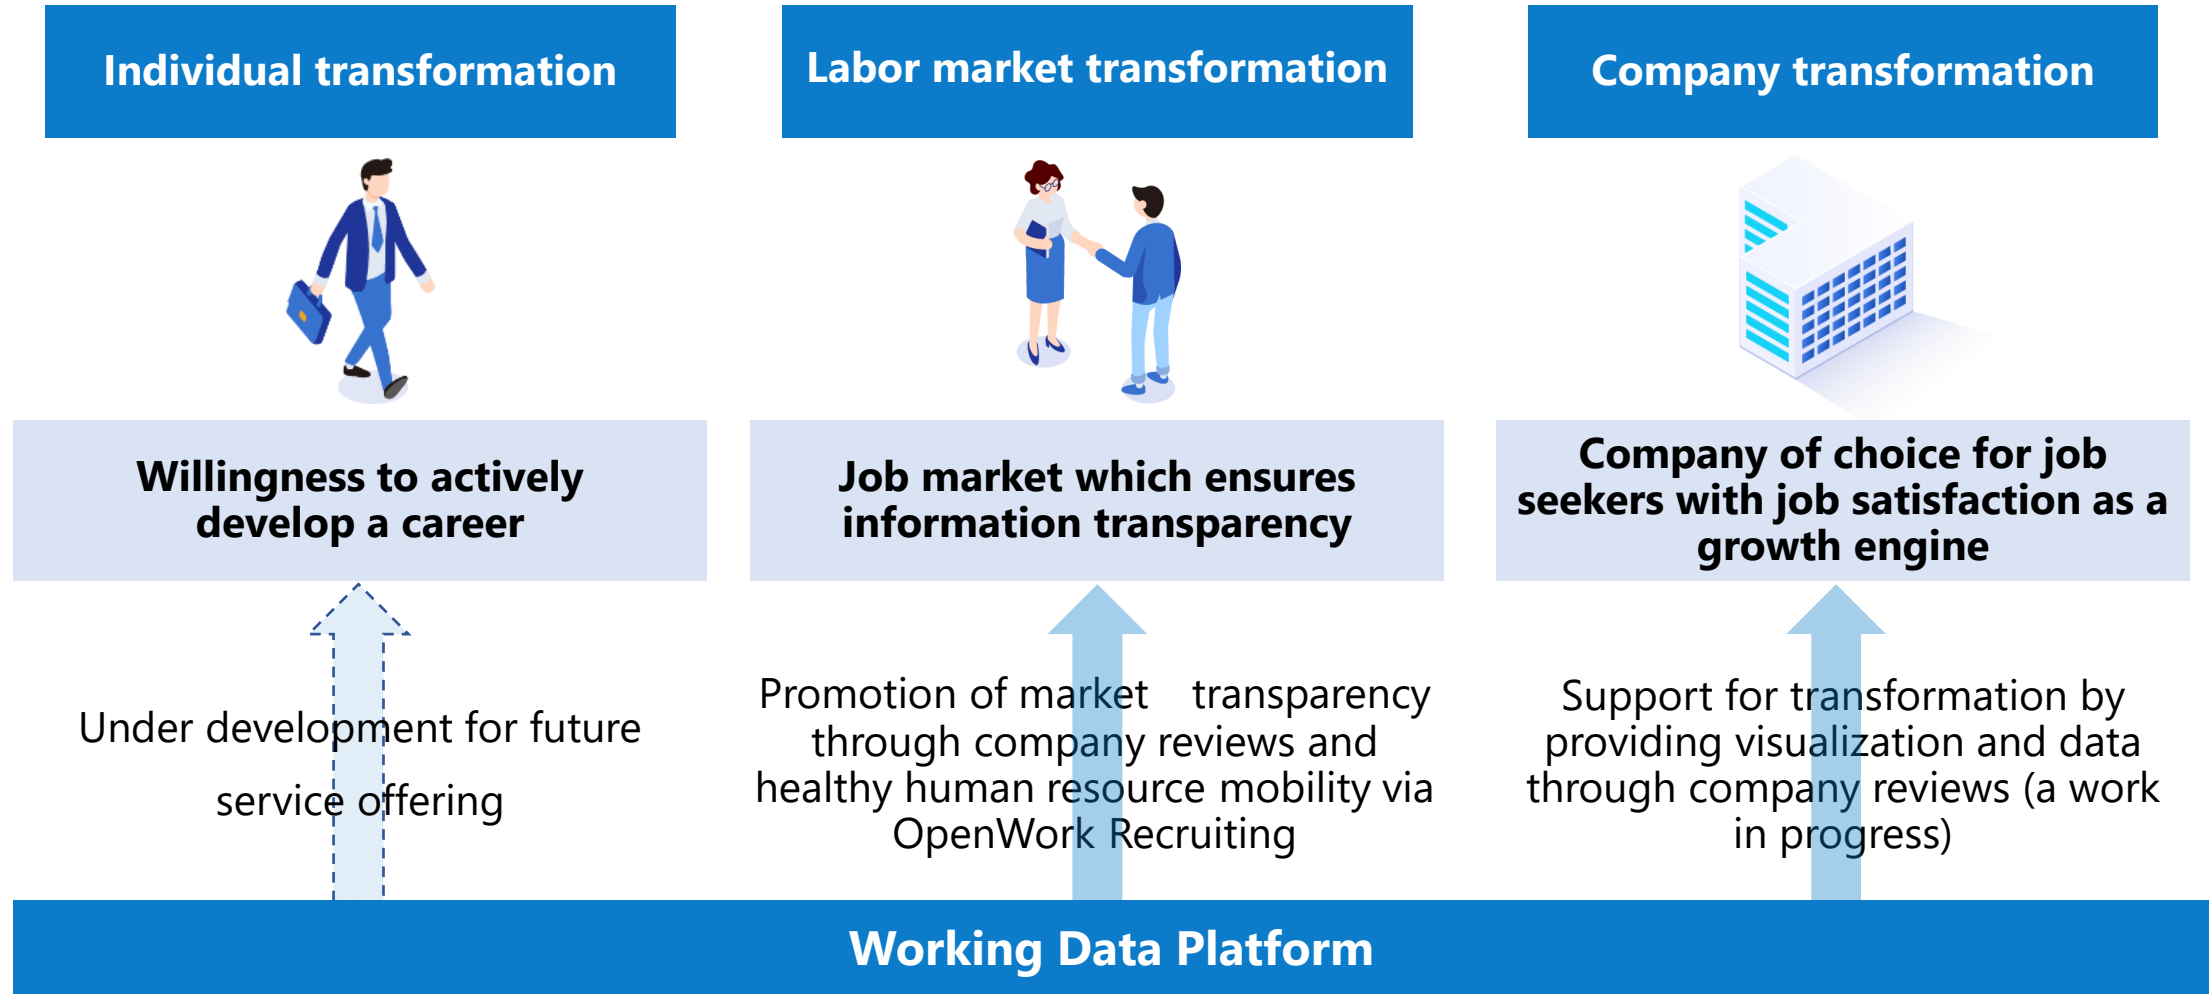 Individual transformation
Labor market transformation
Company transformation
Willingness to actively
develop a career
Job market which ensures
information transparency
Company of choice for job
seekers with job satisfaction as a
growth engine
Under development for future
service offering
Promotion of market transparency
through company reviews and
healthy human resource mobility via
OpenWork Recruiting
Support for transformation by
providing visualization and data
through company reviews (a work
in progress)
Working Data Platform